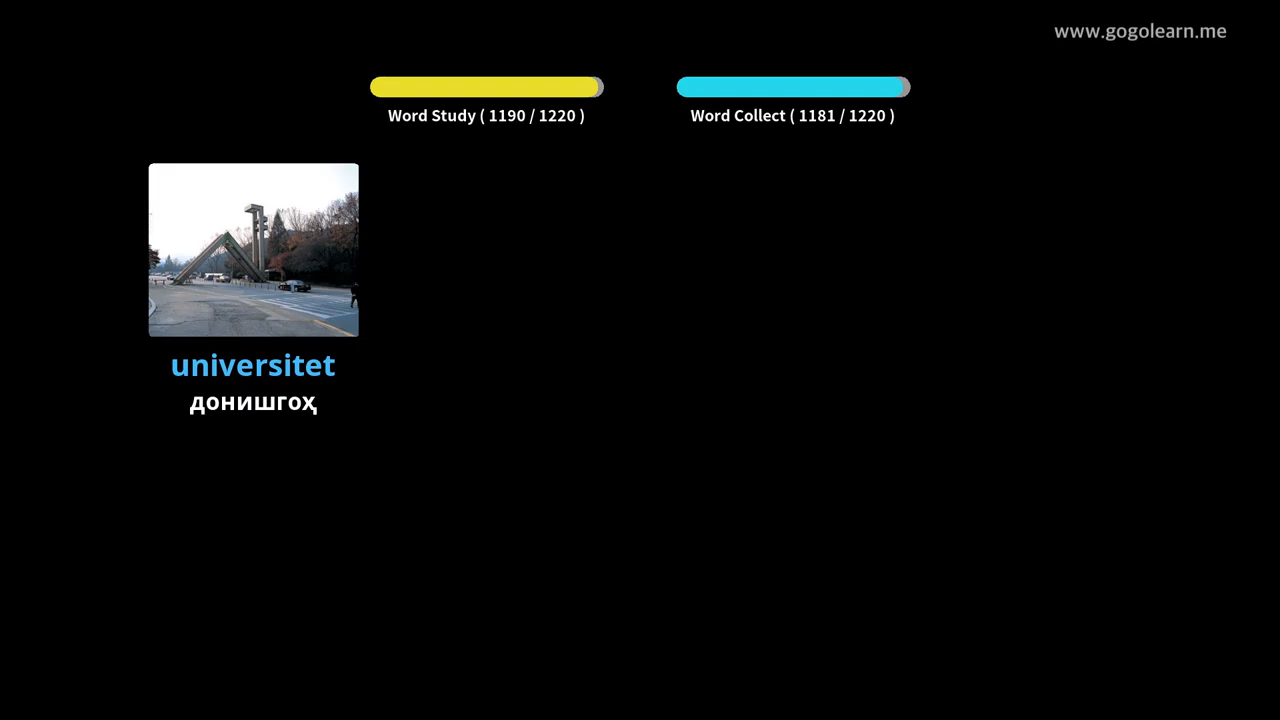 www.gogolearn.me
Word Study ( 1190 / 1220 )
Word Collect ( 1181 / 1220 )
universitet
донишгоҳ